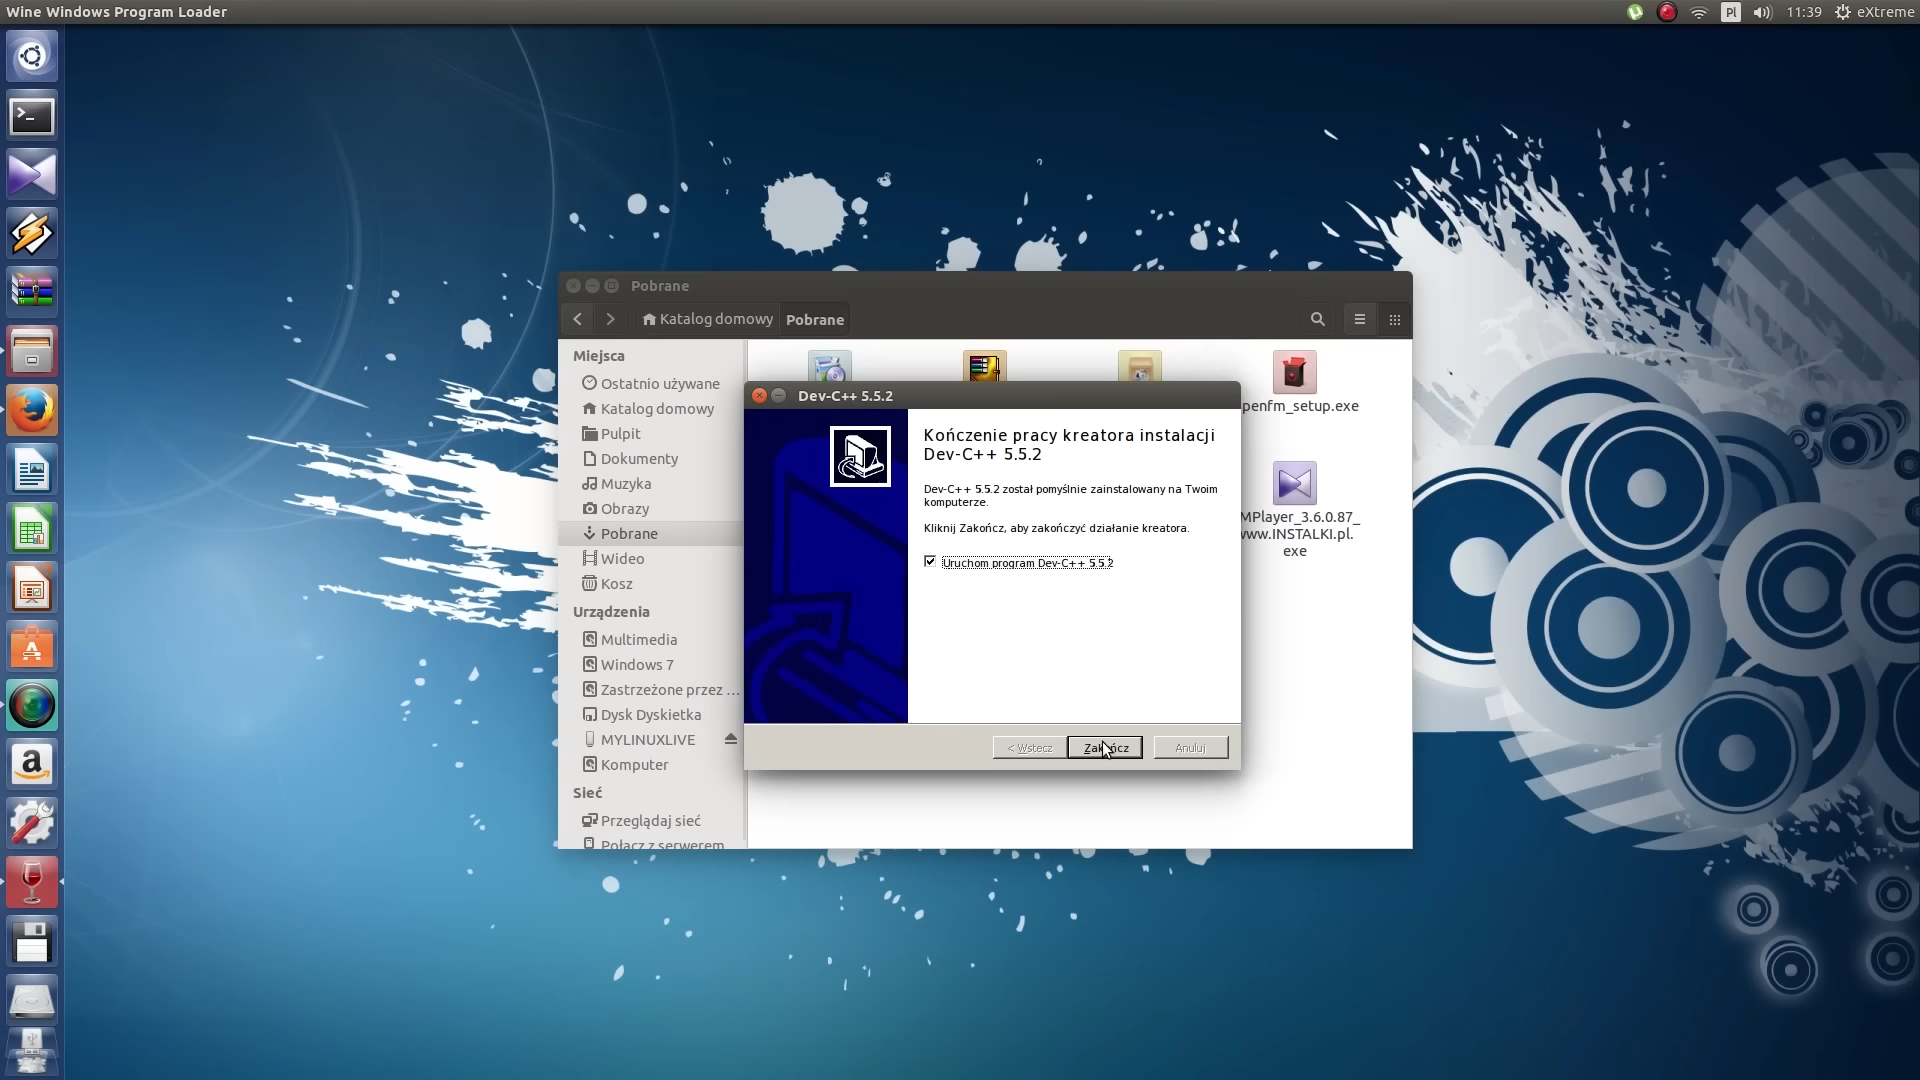 Wine Windows Program Loader
Pl
11:39
eXtreme
Pobrane
Katalog domowy
Pobrane
Miejsca
Ostatnio używane
Katalog domowy
Pulpit
Dokumenty
Muzyka
Obrazy
Pobrane
Wideo
Kosz
Urządzenia
Multimedia
Windows 7
Zastrzeżone przez ...
Dysk Dyskietka
MYLINUXLIVE
Komputer
Sieć
Przeglądaj sieć
Połącz z serwerem
penfm_setup.exe
MPlayer_3.6.0.87_
www.INSTALKI.pl.
exe
Dev-C++ 5.5.2
Kończenie pracy kreatora instalacji
Dev-C++ 5.5.2
Dev-C++ 5.5.2 został pomyślnie zainstalowany na Twoim
komputerze.
Kliknij Zakończ, aby zakończyć działanie kreatora.
Uruchom program Dev-C++ 5.5.2
< Wstecz
Zakończ
Anuluj